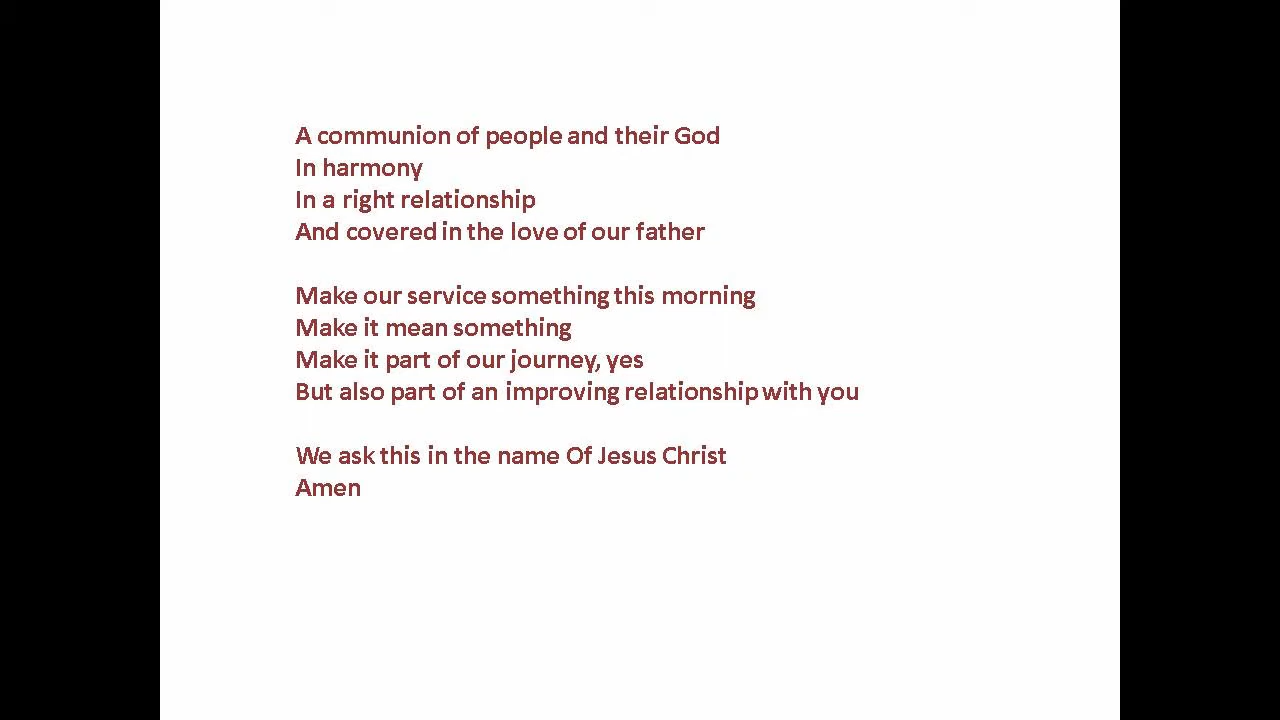 A communion of people and their God
In harmony
In a right relationship
And covered in the love of our father
Make our service something this morning
Make it mean something
Make it part of our journey, yes
But also part of an improving relationship with you
We ask this in the name Of Jesus Christ
Amen